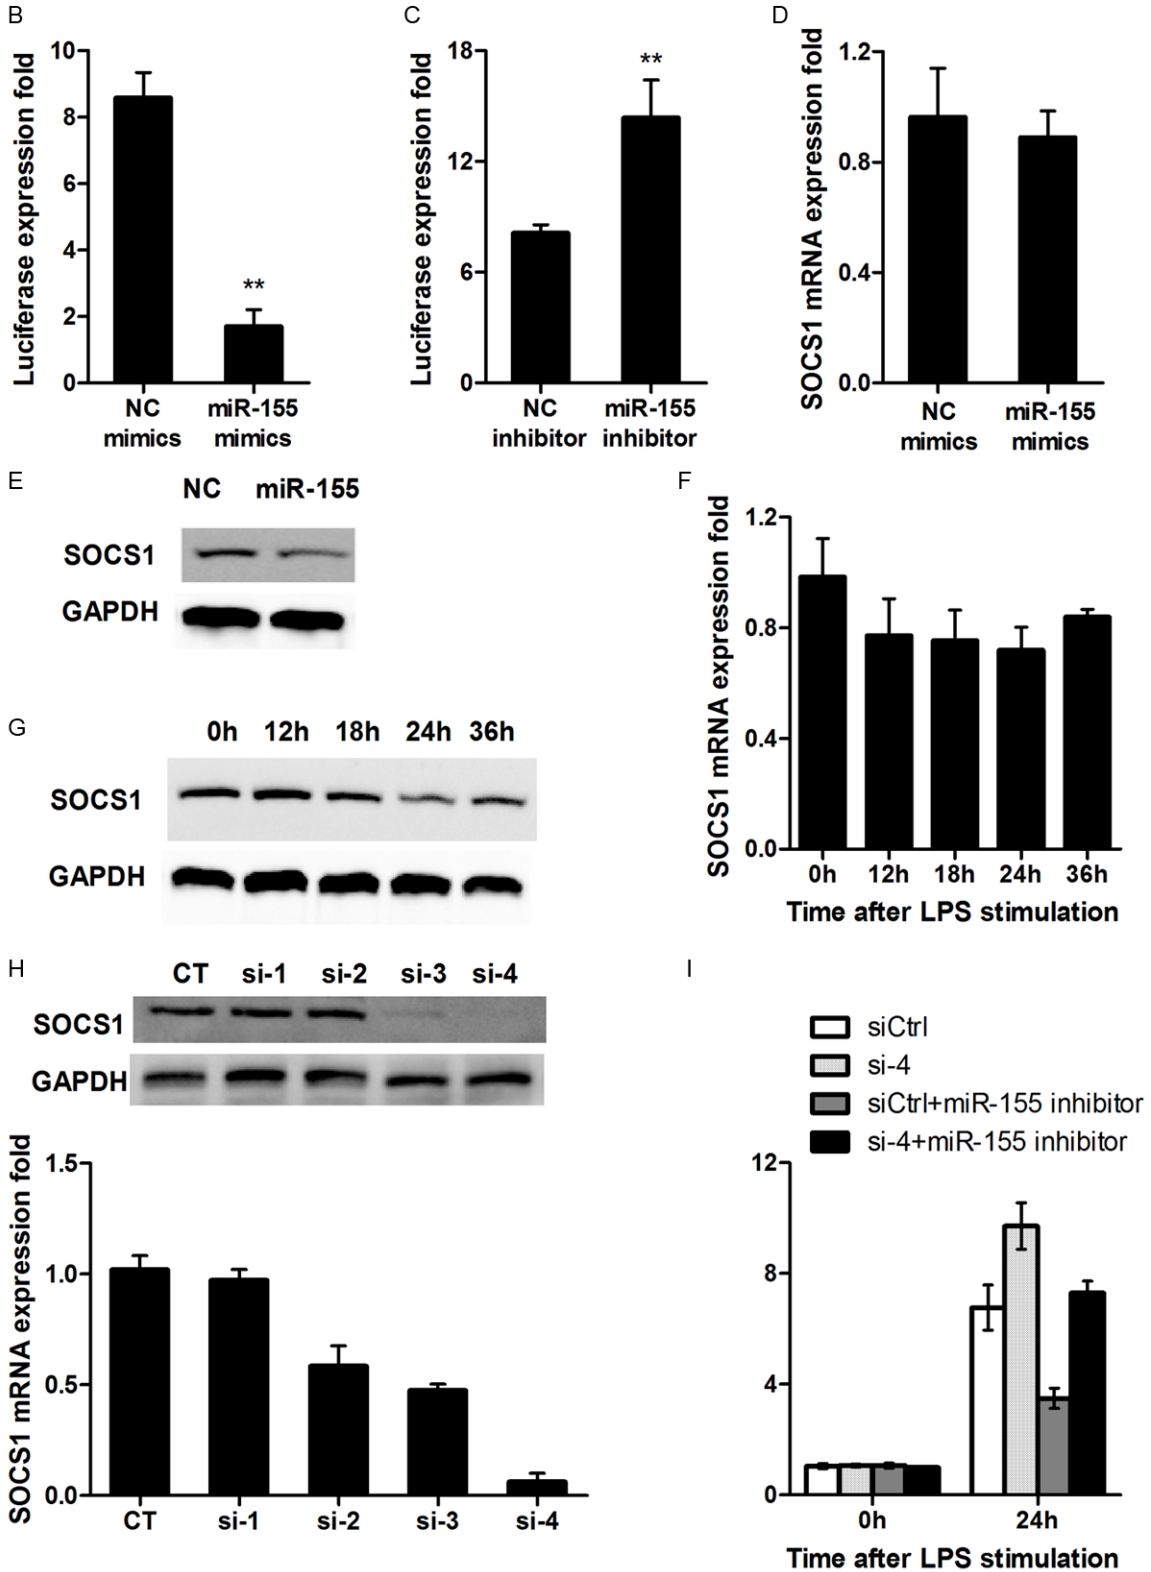 B
Luciferase expression fold
10
8
6
4
2
0
**
NC mimics
miR-155 mimics
C
Luciferase expression fold
18
12
6
0
**
NC inhibitor
miR-155 inhibitor
D
SOCS1 mRNA expression fold
1.2
0.8
0.4
0.0
NC mimics
miR-155 mimics
E
NC miR-155
SOCS1
GAPDH
F
SOCS1 mRNA expression fold
1.2
0.8
0.4
0.0
0h 12h 18h 24h 36h
Time after LPS stimulation
G
0h 12h 18h 24h 36h
SOCS1
GAPDH
H
CT si-1 si-2 si-3 si-4
SOCS1
GAPDH
SOCS1 mRNA expression fold
1.5
1.0
0.5
0.0
CT si-1 si-2 si-3 si-4
I
siCtrl
si-4
siCtrl+miR-155 inhibitor
si-4+miR-155 inhibitor
12
8
4
0
0h 24h
Time after LPS stimulation